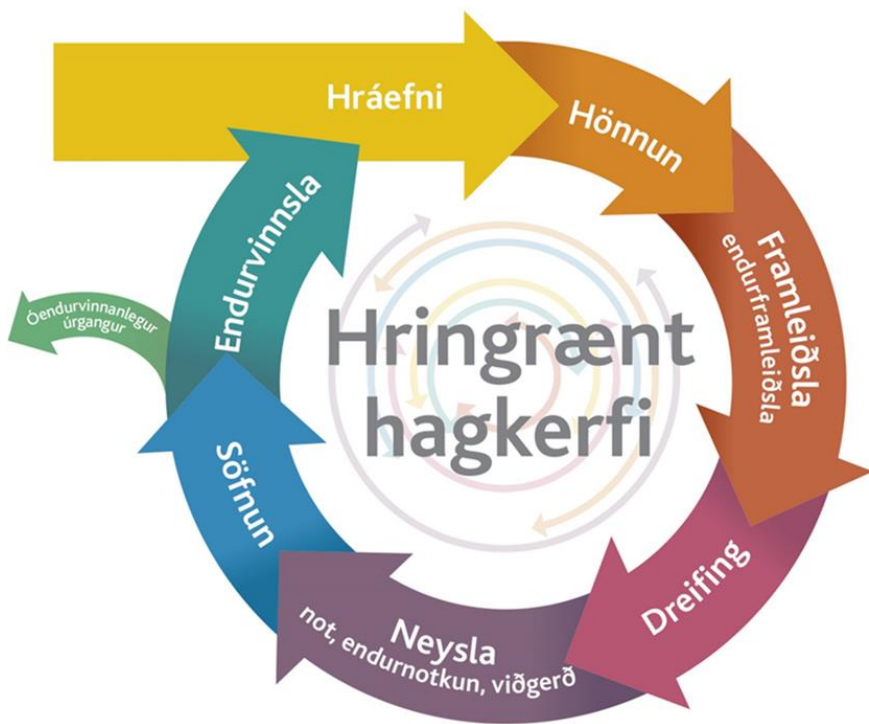 Hráefni
Hönnun
Framleiðsla
endurframleiðsla
Dreifing
Neysla
not, endurnotkun, viðgerð
Söfnun
Endurvinnsla
Óendurvinnanlegur
úrgangur
Hringrænt
hagkerfi